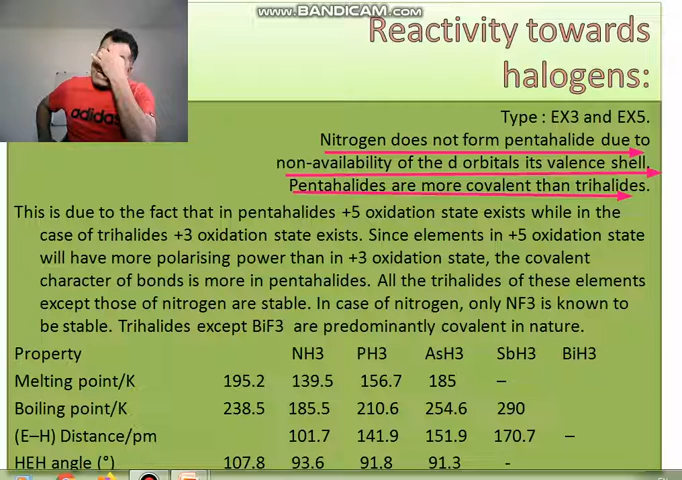 www.BANDICAM.com
adidas
Reactivity towards
halogens:
Type : EX3 and EX5.
Nitrogen does not form pentahalide due to
non-availability of the d orbitals its valence shell.
Pentahalides are more covalent than trihalides.
This is due to the fact that in pentahalides +5 oxidation state exists while in the
case of trihalides +3 oxidation state exists. Since elements in +5 oxidation state
will have more polarising power than in +3 oxidation state, the covalent
character of bonds is more in pentahalides. All the trihalides of these elements
except those of nitrogen are stable. In case of nitrogen, only NF3 is known to
be stable. Trihalides except BiF3 are predominantly covalent in nature.
Property NH3 PH3 AsH3 SbH3 BiH3
Melting point/K 195.2 139.5 156.7 185 –
Boiling point/K 238.5 185.5 210.6 254.6 290
(E–H) Distance/pm 101.7 141.9 151.9 170.7 –
HEH angle (°) 107.8 93.6 91.8 91.3 -